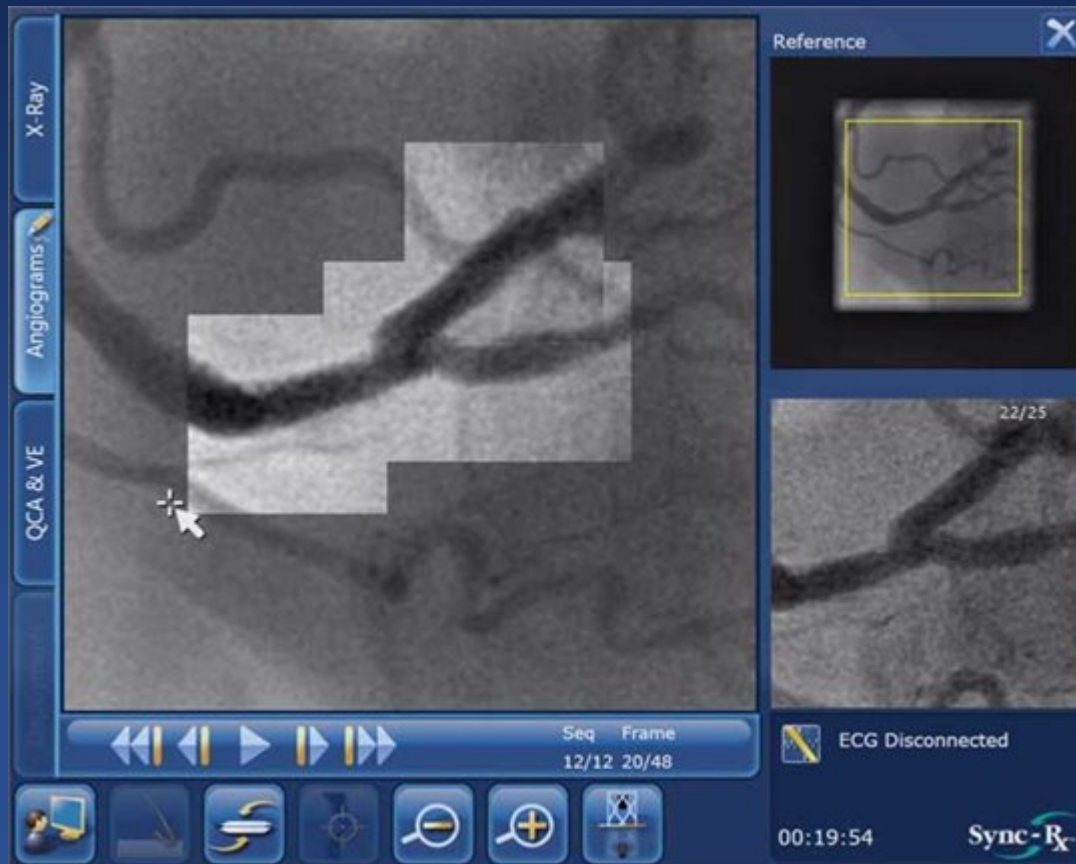 X-Ray
Angiograms
QCA & VE
Reference
22/25
Seq Frame
12/12 20/48
ECG Disconnected
00:19:54
Sync-Rx